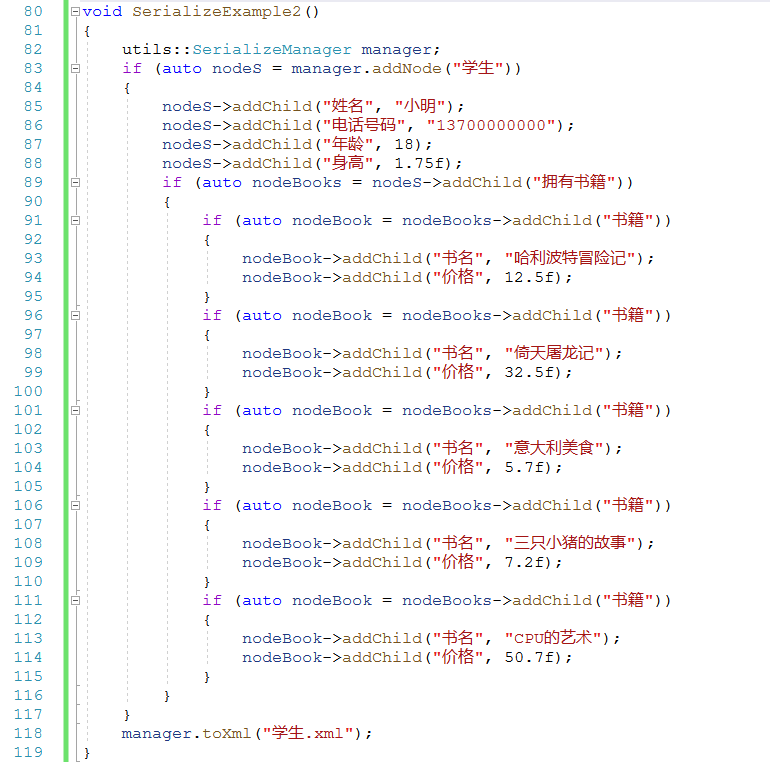 80 void SerializeExample2()
81 {
82     utils::SerializeManager manager;
83     if (auto nodeS = manager.addNode("学生"))
84     {
85         nodeS->addChild("姓名", "小明");
86         nodeS->addChild("电话号码", "13700000000");
87         nodeS->addChild("年龄", 18);
88         nodeS->addChild("身高", 1.75f);
89         if (auto nodeBooks = nodeS->addChild("拥有书籍"))
90         {
91             if (auto nodeBook = nodeBooks->addChild("书籍"))
92             {
93                 nodeBook->addChild("书名", "哈利波特冒险记");
94                 nodeBook->addChild("价格", 12.5f);
95             }
96             if (auto nodeBook = nodeBooks->addChild("书籍"))
97             {
98                 nodeBook->addChild("书名", "倚天屠龙记");
99                 nodeBook->addChild("价格", 32.5f);
100             }
101             if (auto nodeBook = nodeBooks->addChild("书籍"))
102             {
103                 nodeBook->addChild("书名", "意大利美食");
104                 nodeBook->addChild("价格", 5.7f);
105             }
106             if (auto nodeBook = nodeBooks->addChild("书籍"))
107             {
108                 nodeBook->addChild("书名", "三只小猪的故事");
109                 nodeBook->addChild("价格", 7.2f);
110             }
111             if (auto nodeBook = nodeBooks->addChild("书籍"))
112             {
113                 nodeBook->addChild("书名", "CPU的艺术");
114                 nodeBook->addChild("价格", 50.7f);
115             }
116         }
117     }
118     manager.toXml("学生.xml");
119 }